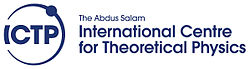 ICTP
The Abdus Salam
International Centre
for Theoretical Physics